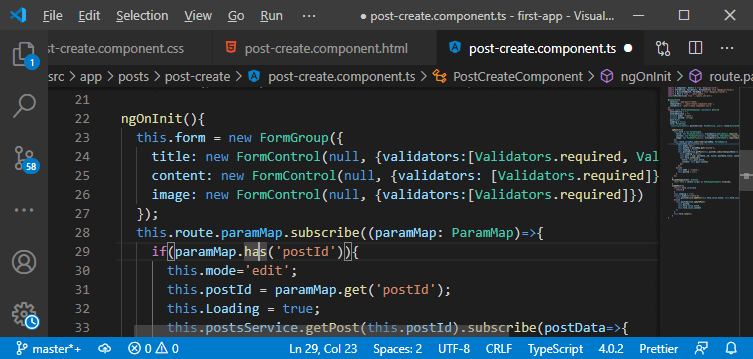 File Edit Selection View Go Run ··· ● post-create.component.ts - first-app - Visual...
st-create.component.css post-create.component.html post-create.component.ts ●
src > app > posts > post-create > post-create.component.ts > PostCreateComponent > ngOnInit > route.pa
1
58
21
22 ngOnInit(){
23 this.form = new FormGroup({
24 title: new FormControl(null, {validators:[Validators.required, Val
25 content: new FormControl(null, {validators: [Validators.required]}
26 image: new FormControl(null, {validators:[Validators.required]})
27 });
28 this.route.paramMap.subscribe((paramMap: ParamMap)=>{
29 if(paramMap.has('postId')){
30 this.mode='edit';
31 this.postId = paramMap.get('postId');
32 this.Loading = true;
33 this.postsService.getPost(this.postId).subscribe(postData=>{
master*+ 0 0 Ln 29, Col 23 Spaces: 2 UTF-8 CRLF TypeScript 4.0.2 Prettier